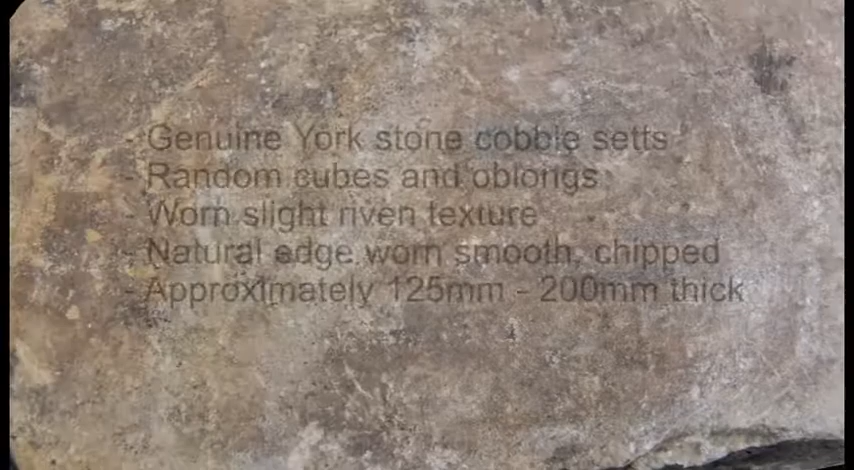 - Genuine York stone cobble setts
- Random cubes and oblongs
- Worn slight riven texture
- Natural edge worn smooth, chipped
- Approximately 125mm - 200mm thick